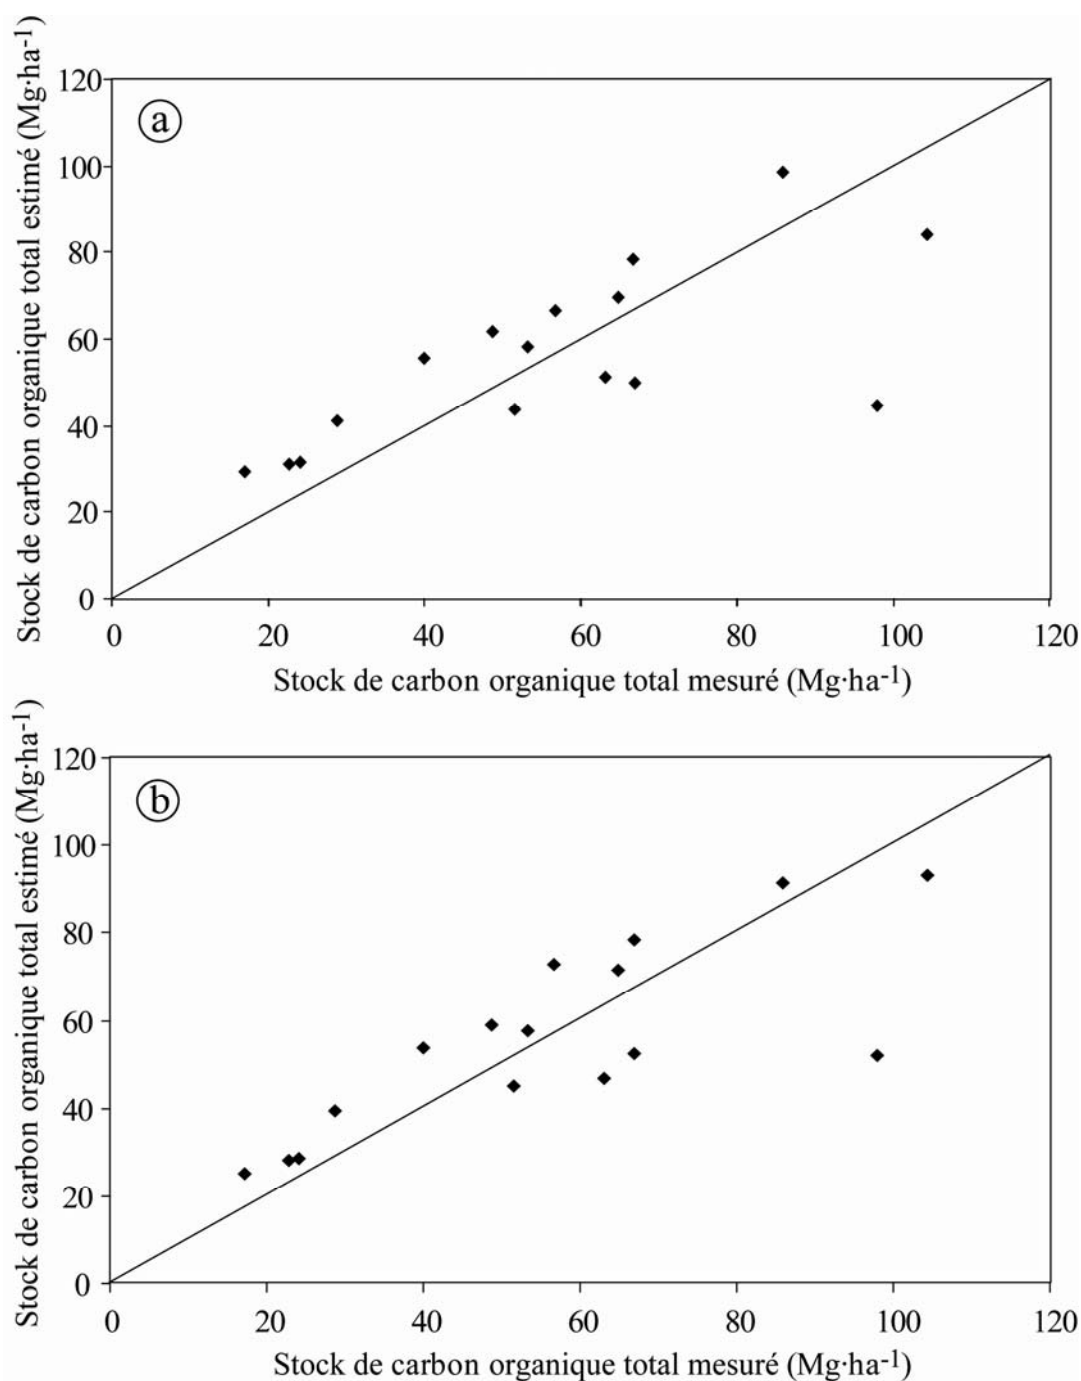 Stock de carbon organique total estimé (Mg·ha-1)
120
100
80
60
40
20
0
a
0 20 40 60 80 100 120
Stock de carbon organique total mesuré (Mg·ha-1)
Stock de carbon organique total estimé (Mg·ha-1)
120
100
80
60
40
20
0
b
0 20 40 60 80 100 120
Stock de carbon organique total mesuré (Mg·ha-1)